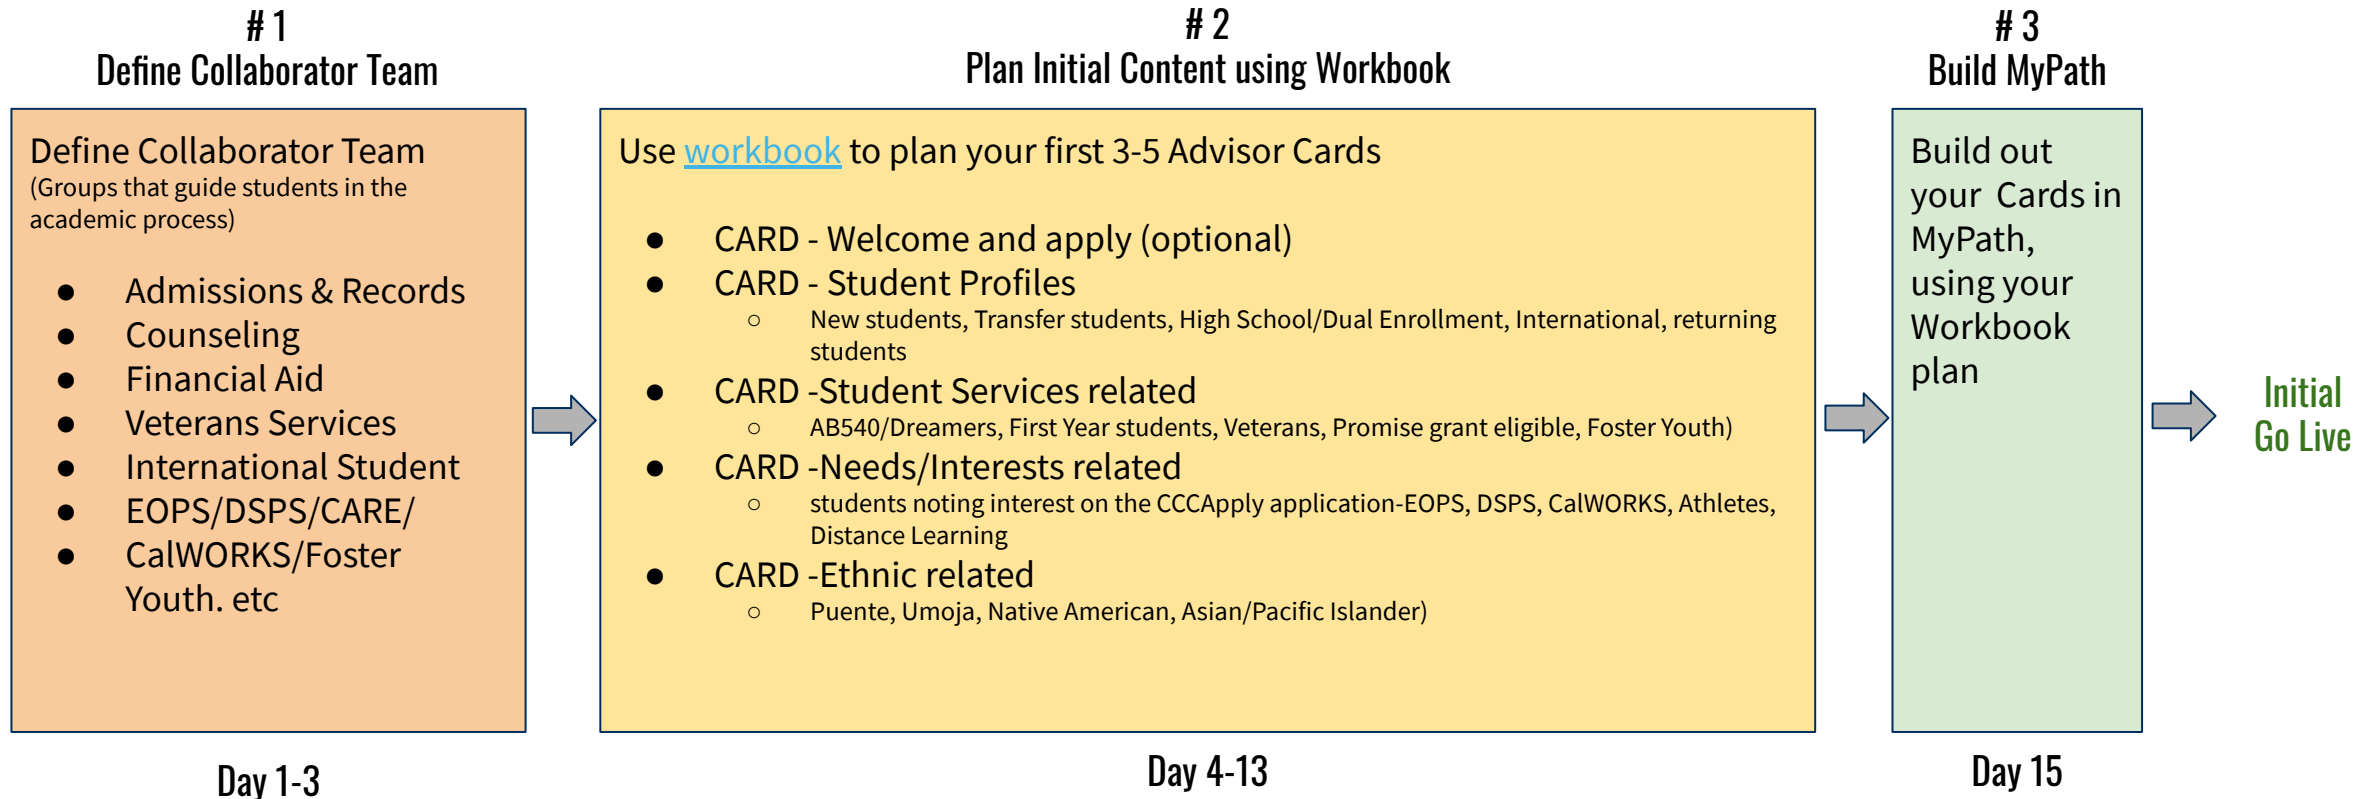 # 1
Define Collaborator Team
Define Collaborator Team
(Groups that guide students in the
academic process)
● Admissions & Records
● Counseling
● Financial Aid
● Veterans Services
● International Student
● EOPS/DSPS/CARE/
● CalWORKS/Foster
Youth. etc
Day 1-3
# 2
Plan Initial Content using Workbook
Use workbook to plan your first 3-5 Advisor Cards
● CARD - Welcome and apply (optional)
● CARD - Student Profiles
○ New students, Transfer students, High School/Dual Enrollment, International, returning
students
● CARD -Student Services related
○ AB540/Dreamers, First Year students, Veterans, Promise grant eligible, Foster Youth)
● CARD -Needs/Interests related
○ students noting interest on the CCCApply application-EOPS, DSPS, CalWORKS, Athletes,
Distance Learning
● CARD -Ethnic related
○ Puente, Umoja, Native American, Asian/Pacific Islander)
Day 4-13
# 3
Build MyPath
Build out
your Cards in
MyPath,
using your
Workbook
plan
Day 15
Initial
Go Live